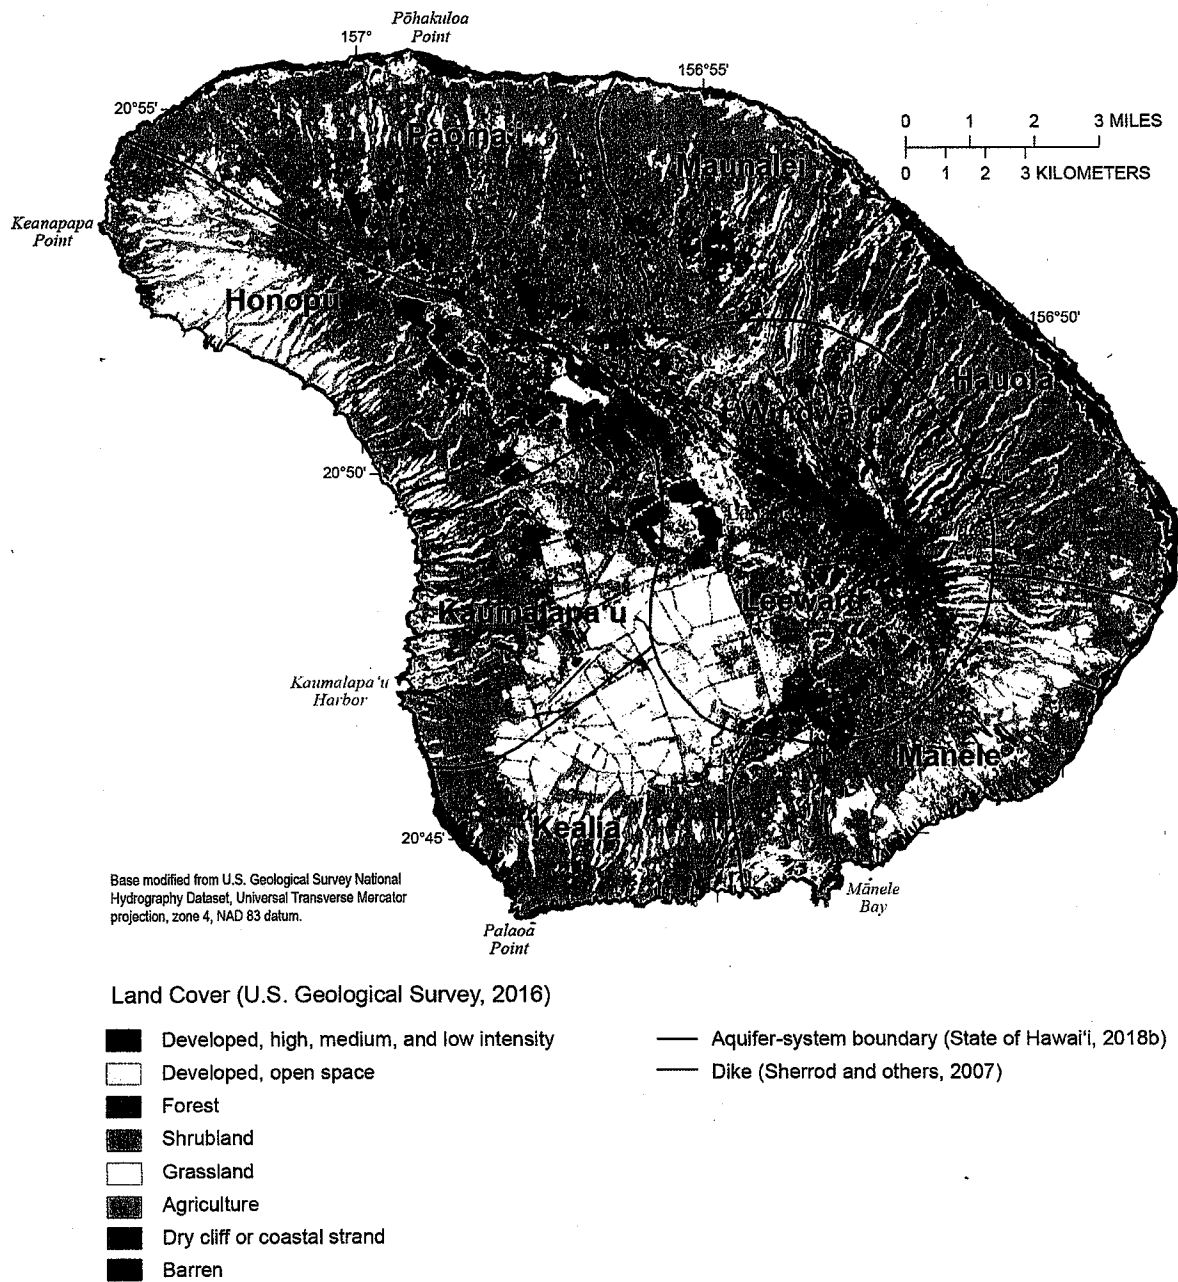 Pōhakuloa
Point
157°
156°55'
20°55'
0 1 2 3 MILES
0 1 2 3 KILOMETERS
Paoma'i
Maunalei
Keanapapa
Point
Honopu
156°50'
Hauola
Windward
20°50'
Leeward
Kaumalapa'u
Kaumalapa'u
Harbor
Mānele
Kealia
20°45'
Base modified from U.S. Geological Survey National
Hydrography Dataset, Universal Transverse Mercator
projection, zone 4, NAD 83 datum.
Mānele
Bay
Palaoā
Point
Land Cover (U.S. Geological Survey, 2016)
Developed, high, medium, and low intensity
Developed, open space
Forest
Shrubland
Grassland
Agriculture
Dry cliff or coastal strand
Barren
Aquifer-system boundary (State of Hawai'i, 2018b)
Dike (Sherrod and others, 2007)